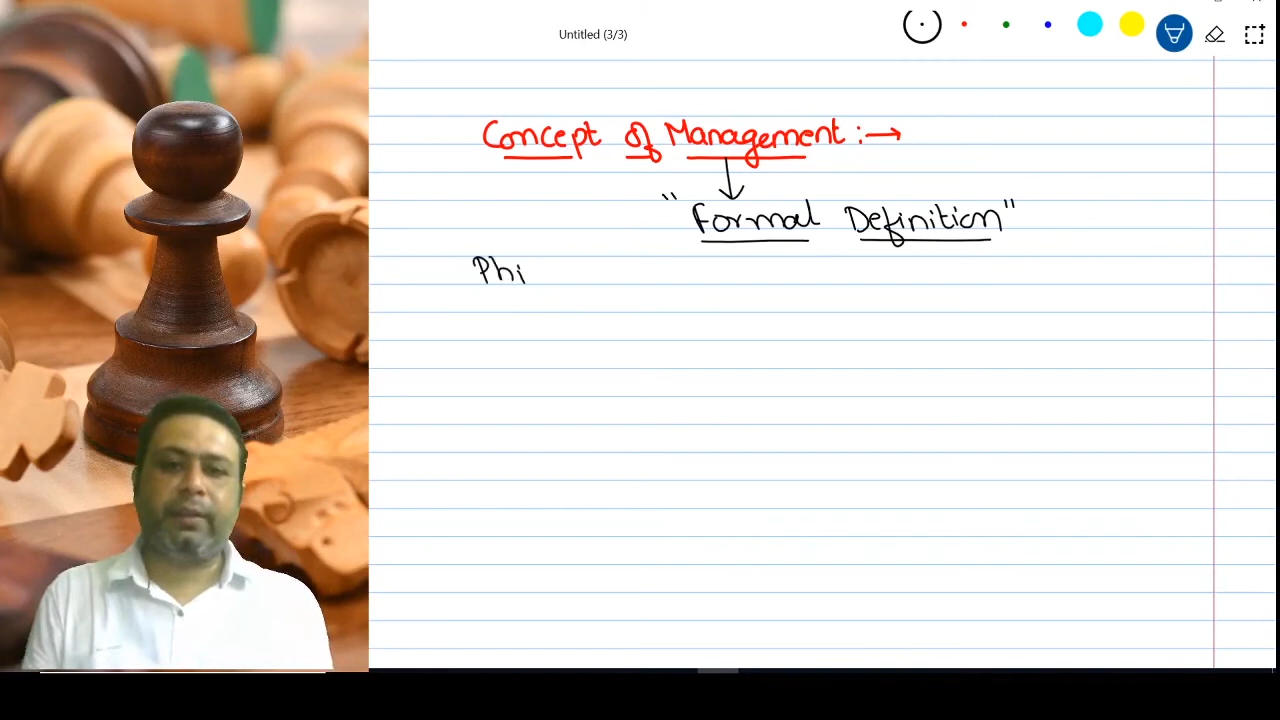 Untitled (3/3)
Concept of Management :→
↓
"Formal Definition"
Phi